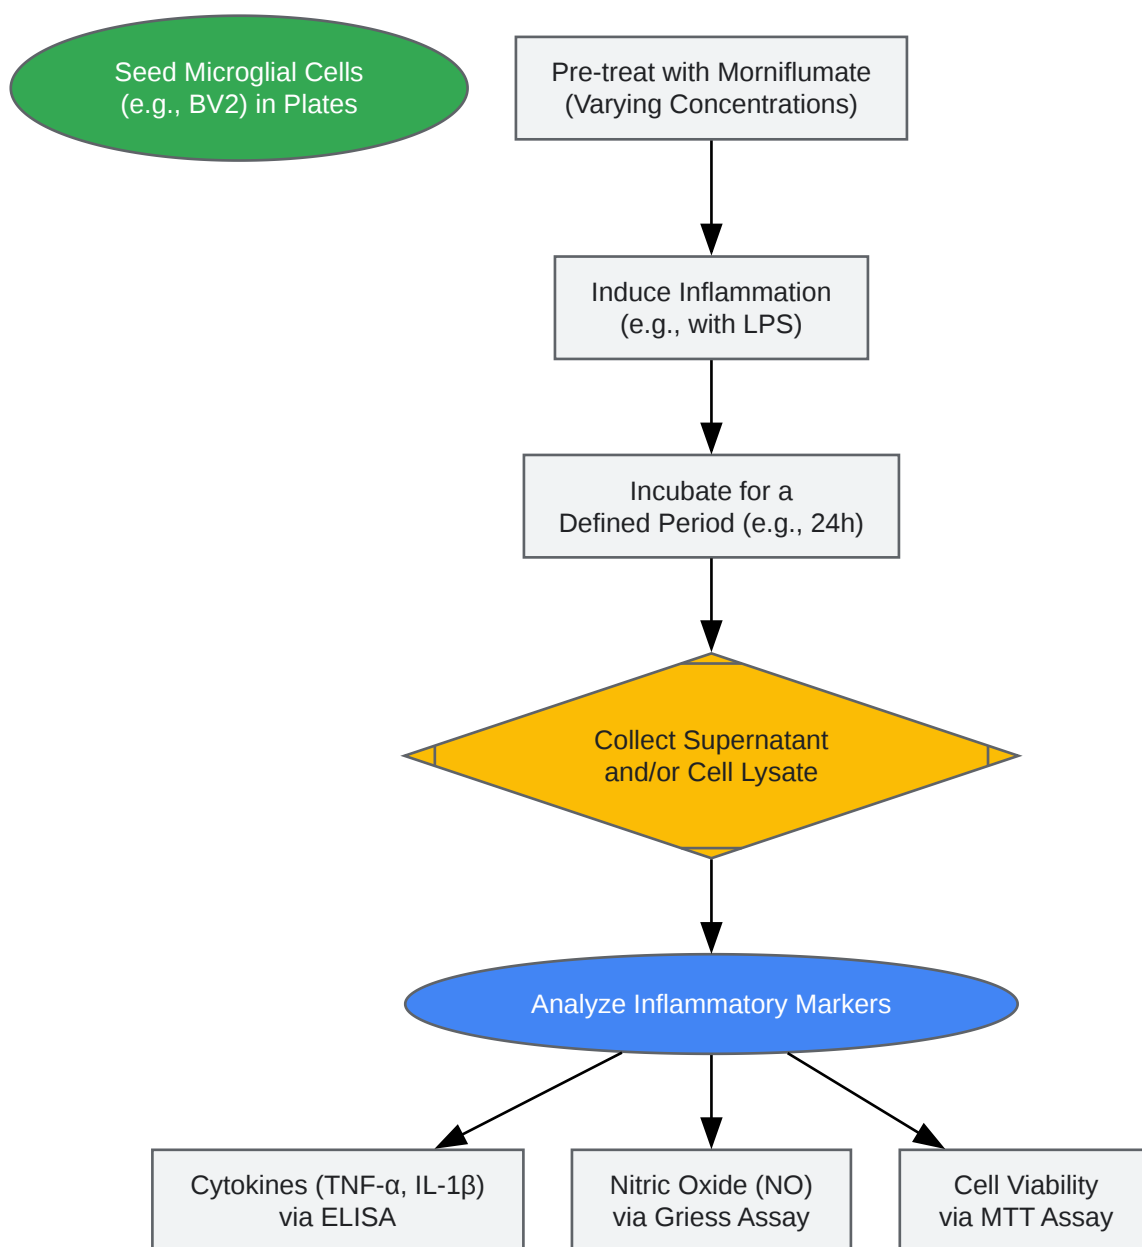 Seed Microglial Cells
(e.g., BV2) in Plates
Pre-treat with Morniflumate
(Varying Concentrations)
Induce Inflammation
(e.g., with LPS)
Incubate for a
Defined Period (e.g., 24h)
Collect Supernatant
and/or Cell Lysate
Analyze Inflammatory Markers
Cytokines (TNF-α, IL-1β)
via ELISA
Nitric Oxide (NO)
via Griess Assay
Cell Viability
via MTT Assay